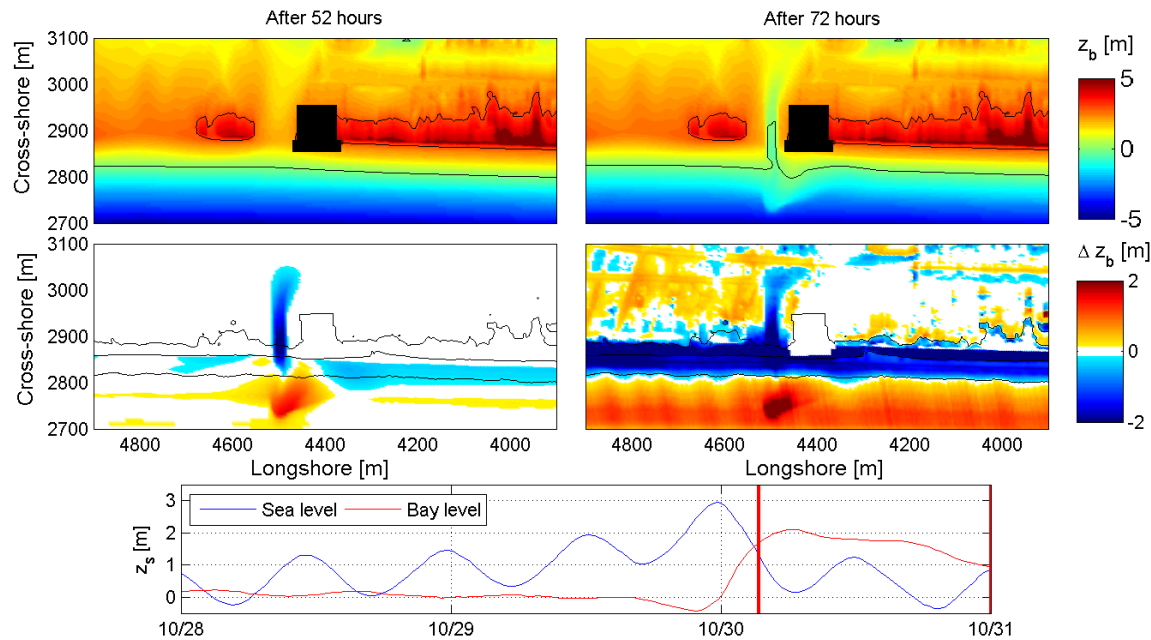 After 52 hours
After 72 hours
Cross-shore [m]
3100
3000
2900
2800
2700
z_b [m]
5
0
-5
Cross-shore [m]
3100
3000
2900
2800
2700
4800 4600 4400 4200 4000
Longshore [m]
4800 4600 4400 4200 4000
Longshore [m]
Δ z_b [m]
2
1
0
-1
-2
z_s [m]
3
2
1
0
Sea level
Bay level
10/28 10/29 10/30 10/31